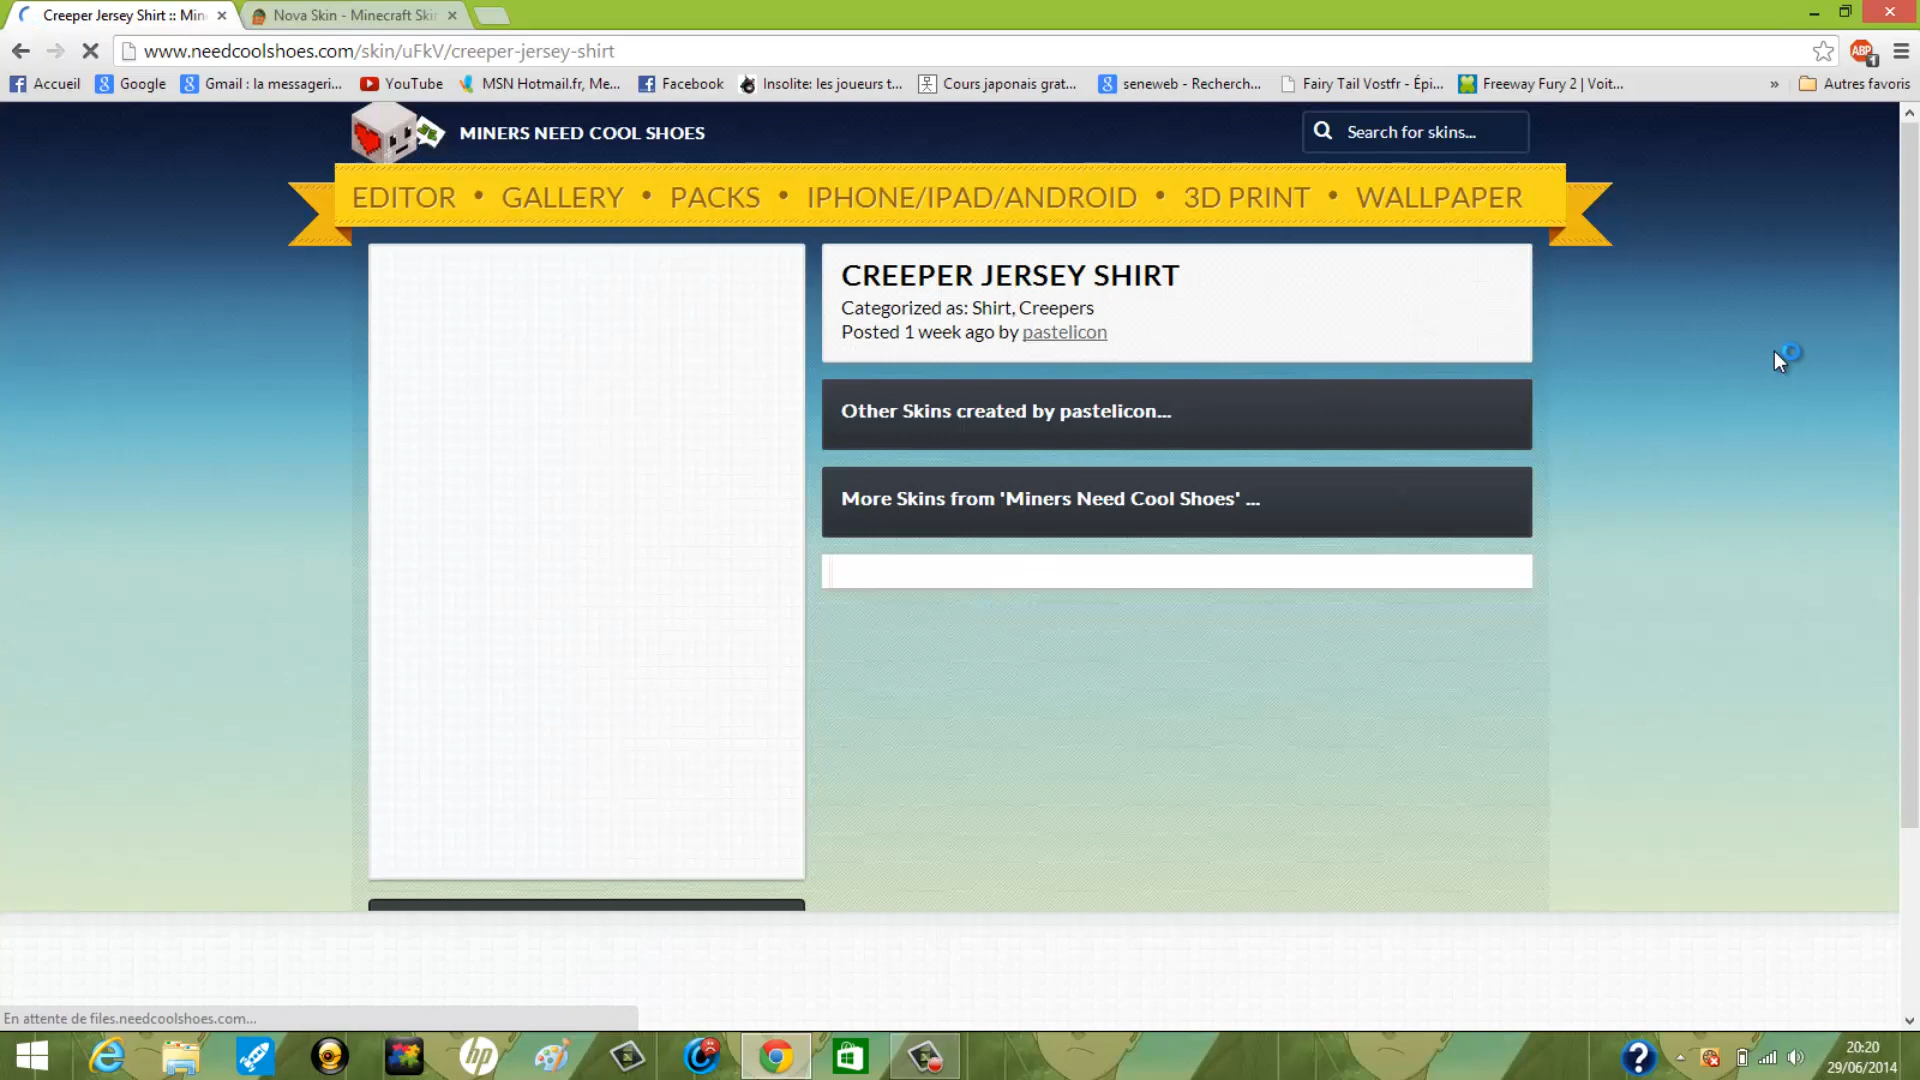 Creeper Jersey Shirt :: Min
Nova Skin - Minecraft Skin
www.needcoolshoes.com/skin/uFkV/creeper-jersey-shirt
ABP
1
Accueil
Google
Gmail : la messageri...
YouTube
MSN Hotmail.fr, Me...
Facebook
Insolite: les joueurs t...
Cours japonais grat...
seneweb - Recherch...
Fairy Tail Vostfr - Épi...
Freeway Fury 2 | Voit...
»
Autres favoris
MINERS NEED COOL SHOES
Search for skins...
EDITOR • GALLERY • PACKS • IPHONE/IPAD/ANDROID • 3D PRINT • WALLPAPER
CREEPER JERSEY SHIRT
Categorized as: Shirt, Creepers
Posted 1 week ago by pastelicon
Other Skins created by pastelicon...
More Skins from 'Miners Need Cool Shoes' ...
En attente de files.needcoolshoes.com...
hp
?
20:20
29/06/2014